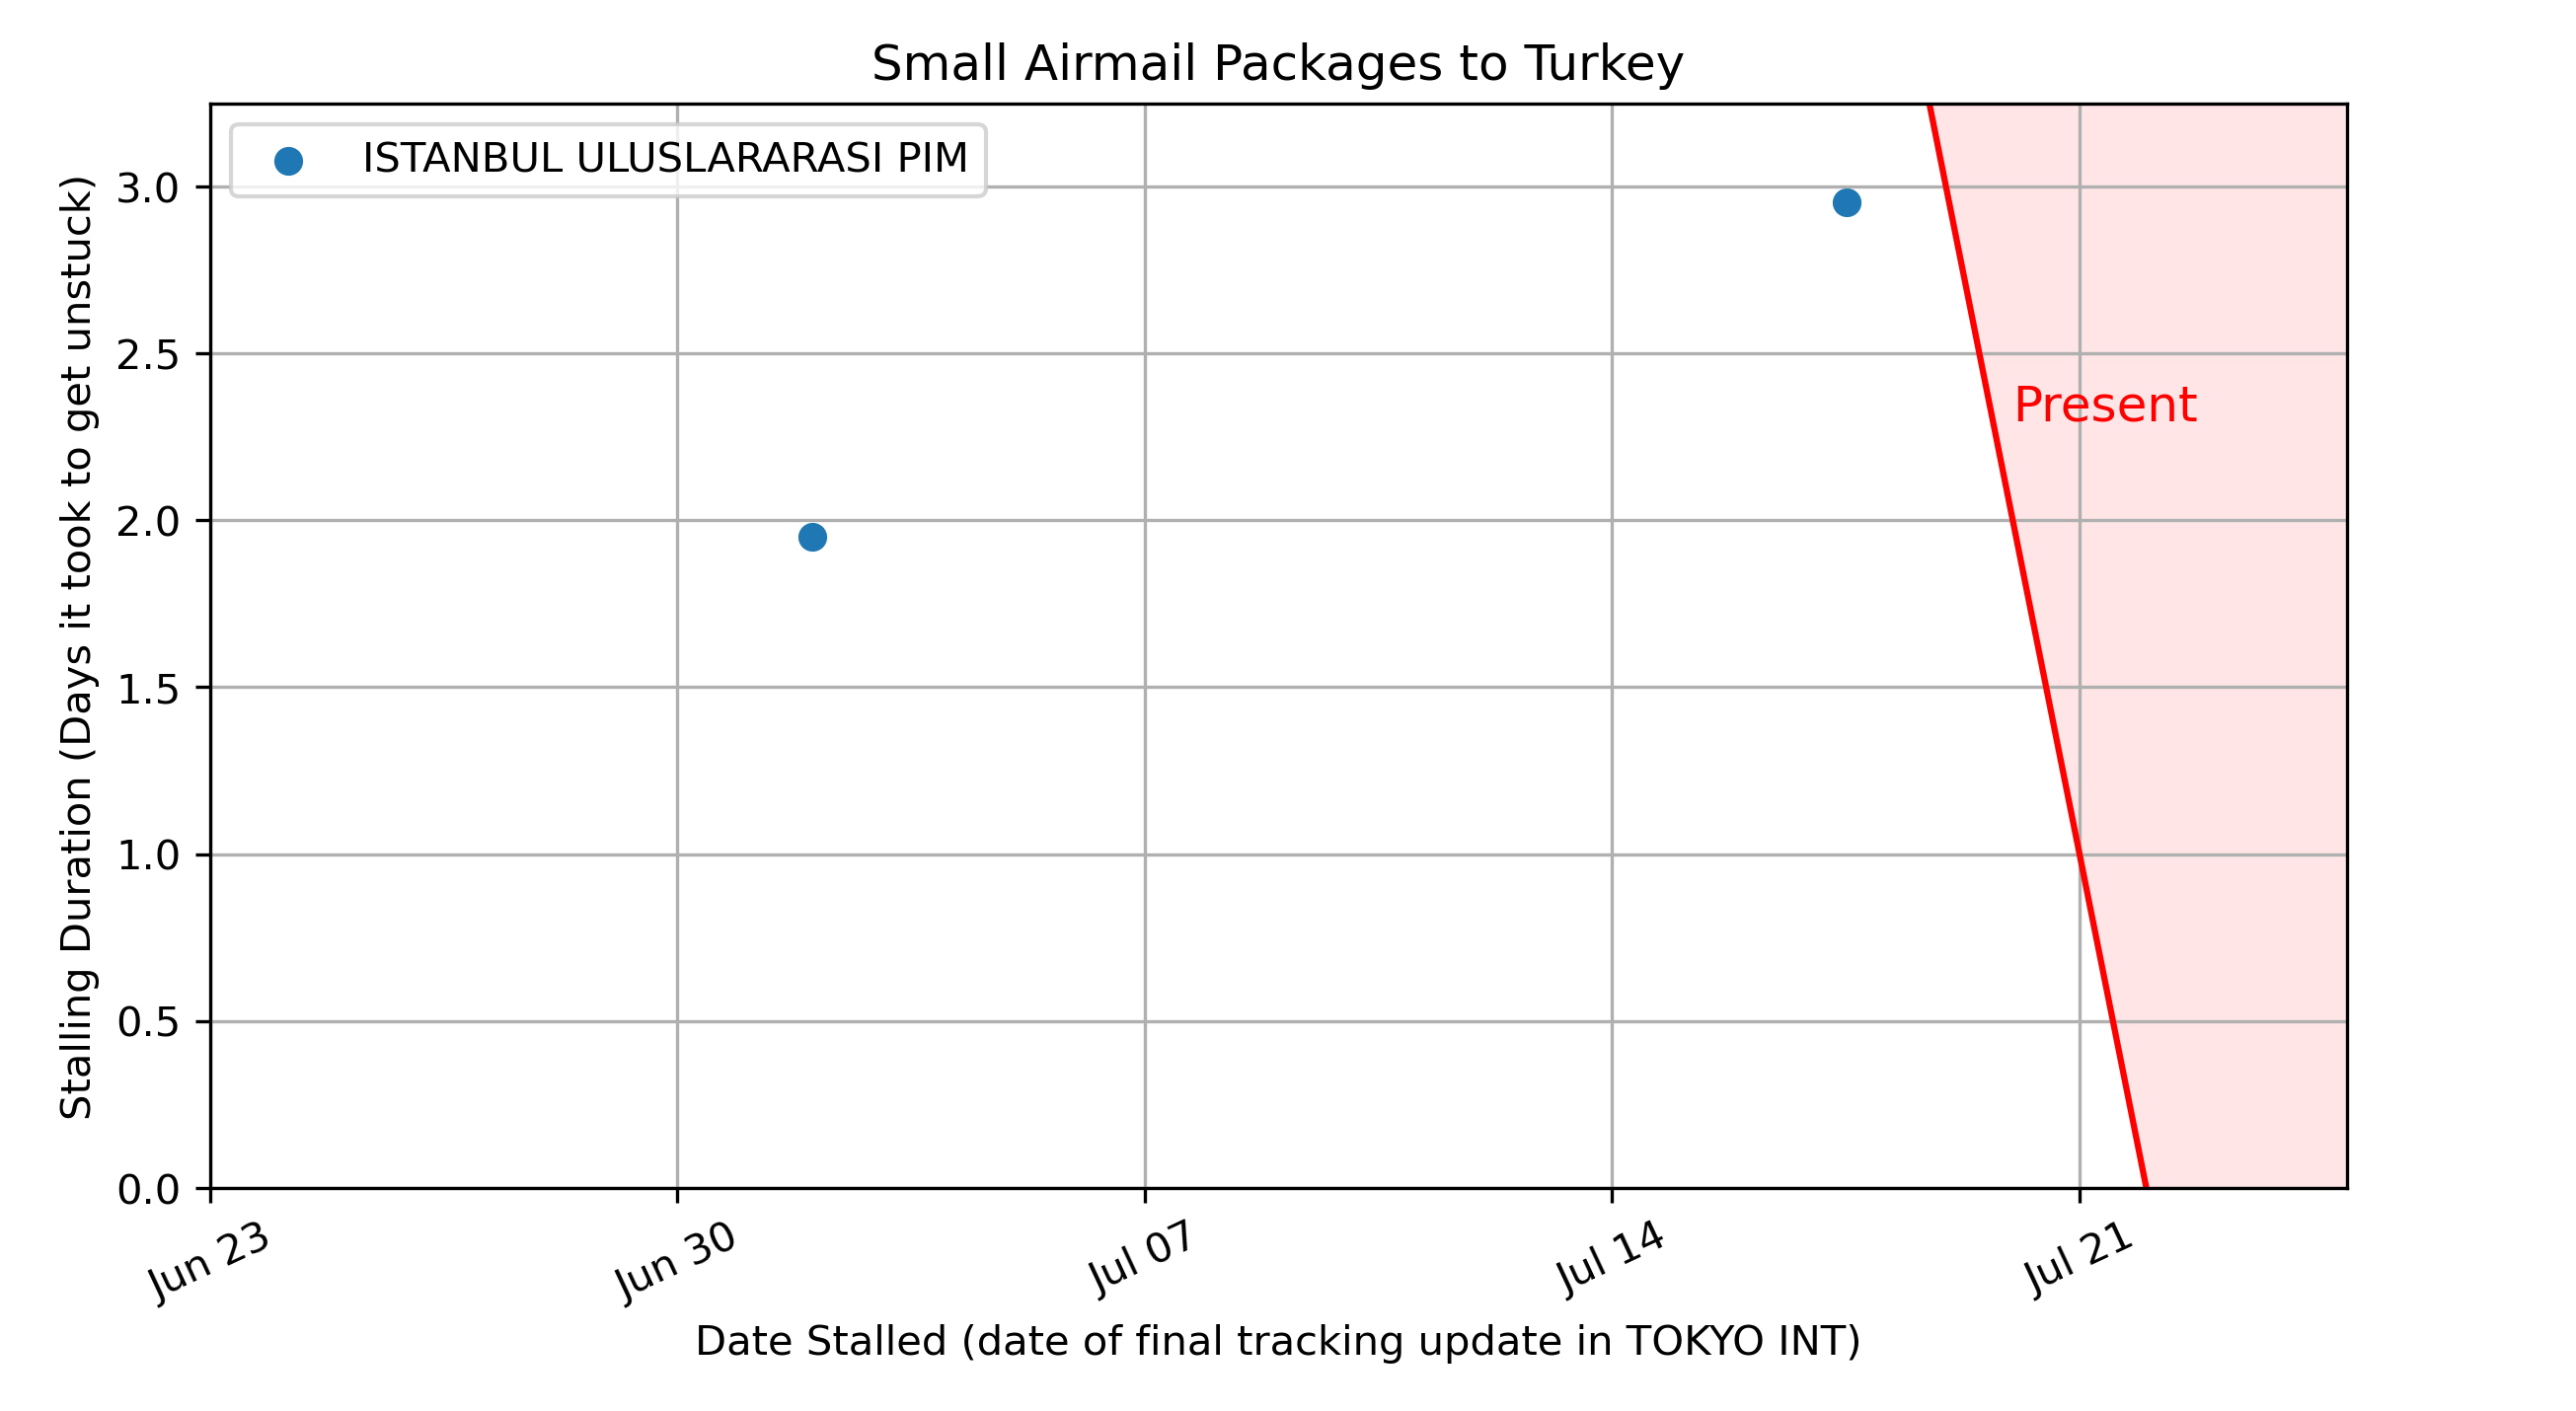 Small Airmail Packages to Turkey
ISTANBUL ULUSLARARASI PIM
Stalling Duration (Days it took to get unstuck)
3.0
2.5
2.0
1.5
1.0
0.5
0.0
Present
Jun 23
Jun 30
Jul 07
Jul 14
Jul 21
Date Stalled (date of final tracking update in TOKYO INT)